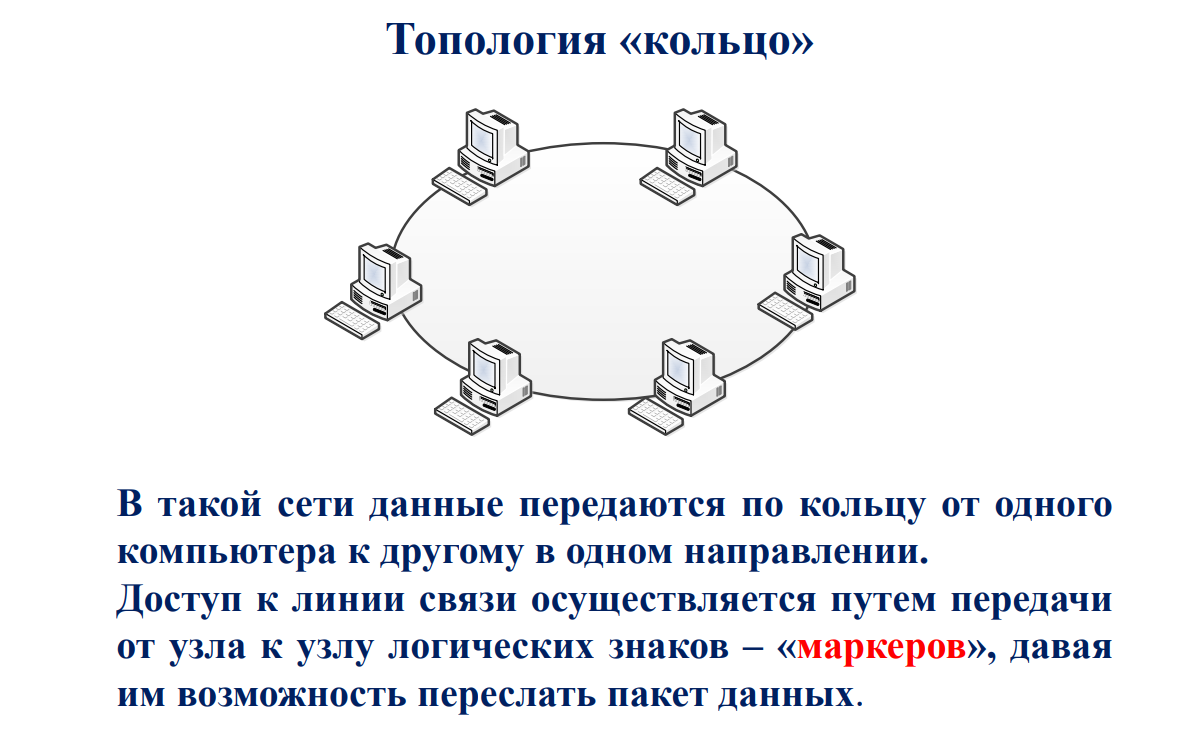 Топология «кольцо»
В такой сети данные передаются по кольцу от одного
компьютера к другому в одном направлении.
Доступ к линии связи осуществляется путем передачи
от узла к узлу логических знаков – «маркеров», давая
им возможность переслать пакет данных.